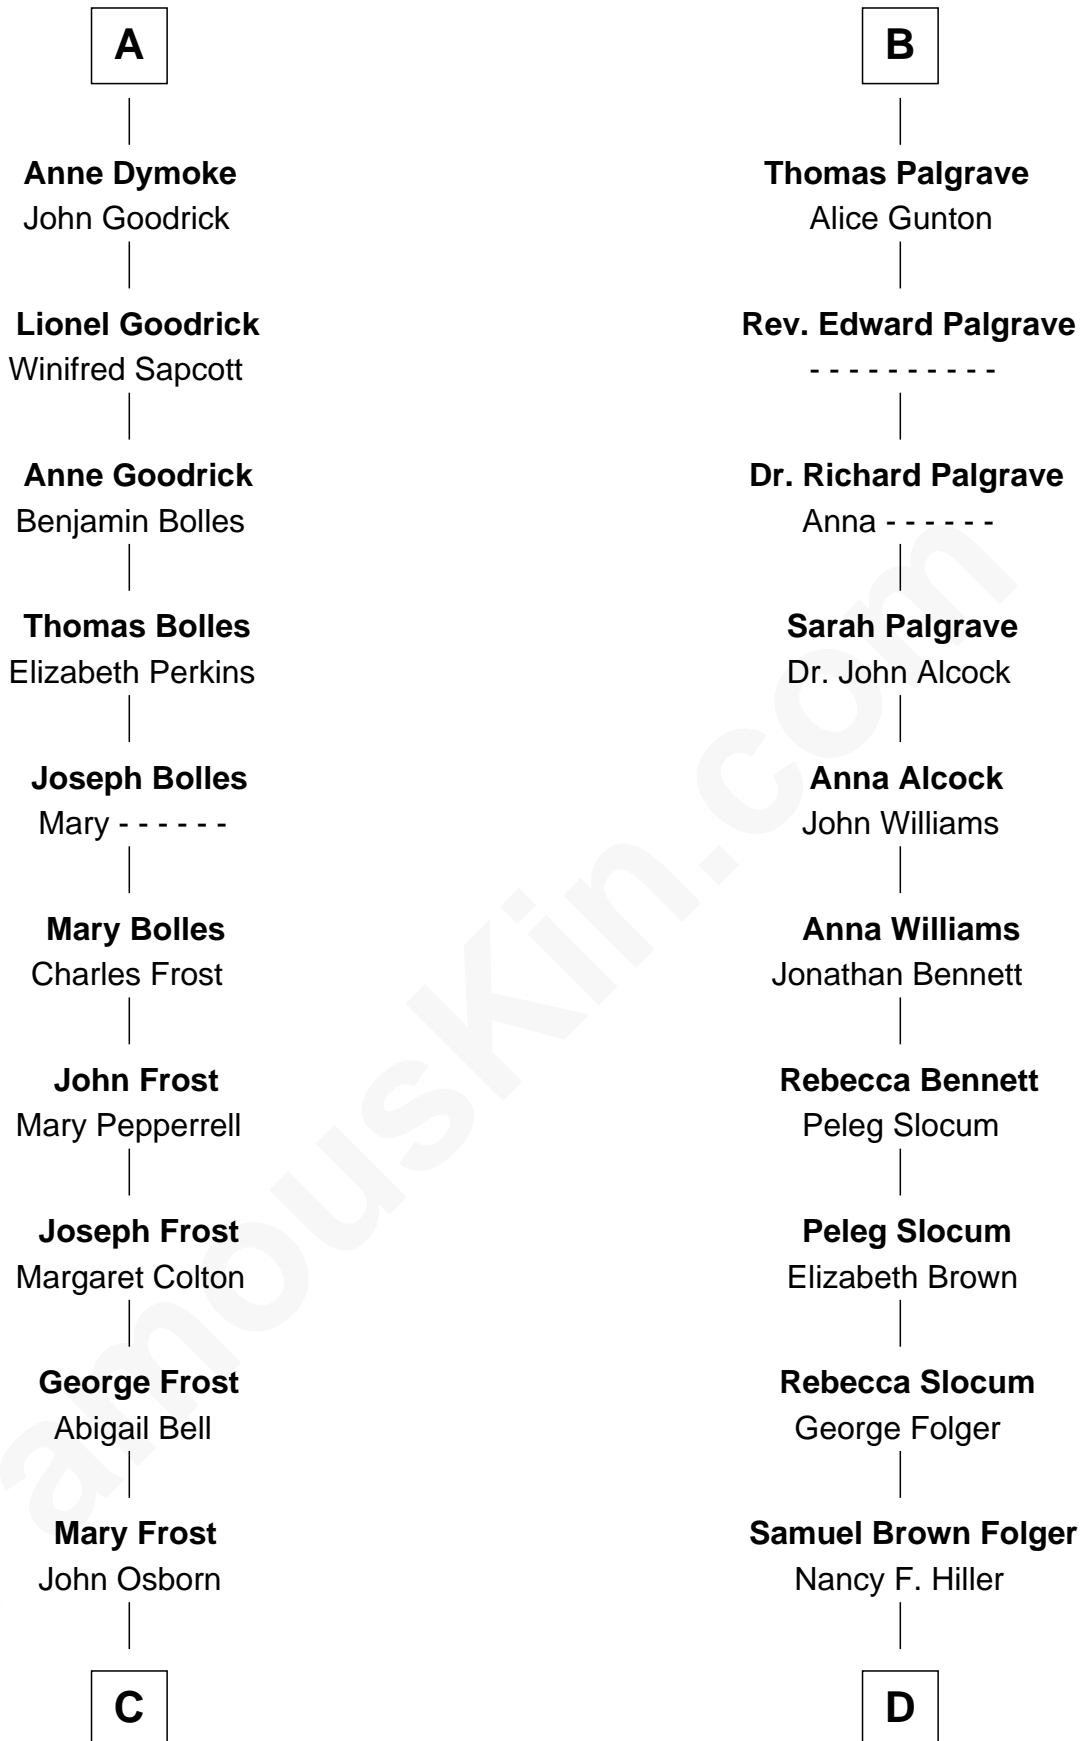 A
Anne Dymoke
John Goodrick
Lionel Goodrick
Winifred Sapcott
Anne Goodrick
Benjamin Bolles
Thomas Bolles
Elizabeth Perkins
Joseph Bolles
Mary - - - - - -
Mary Bolles
Charles Frost
John Frost
Mary Pepperrell
Joseph Frost
Margaret Colton
George Frost
Abigail Bell
Mary Frost
John Osborn
C
B
Thomas Palgrave
Alice Gunton
Rev. Edward Palgrave
- - - - - - - - - -
Dr. Richard Palgrave
Anna - - - - - -
Sarah Palgrave
Dr. John Alcock
Anna Alcock
John Williams
Anna Williams
Jonathan Bennett
Rebecca Bennett
Peleg Slocum
Peleg Slocum
Elizabeth Brown
Rebecca Slocum
George Folger
Samuel Brown Folger
Nancy F. Hiller
D
amousKin.com